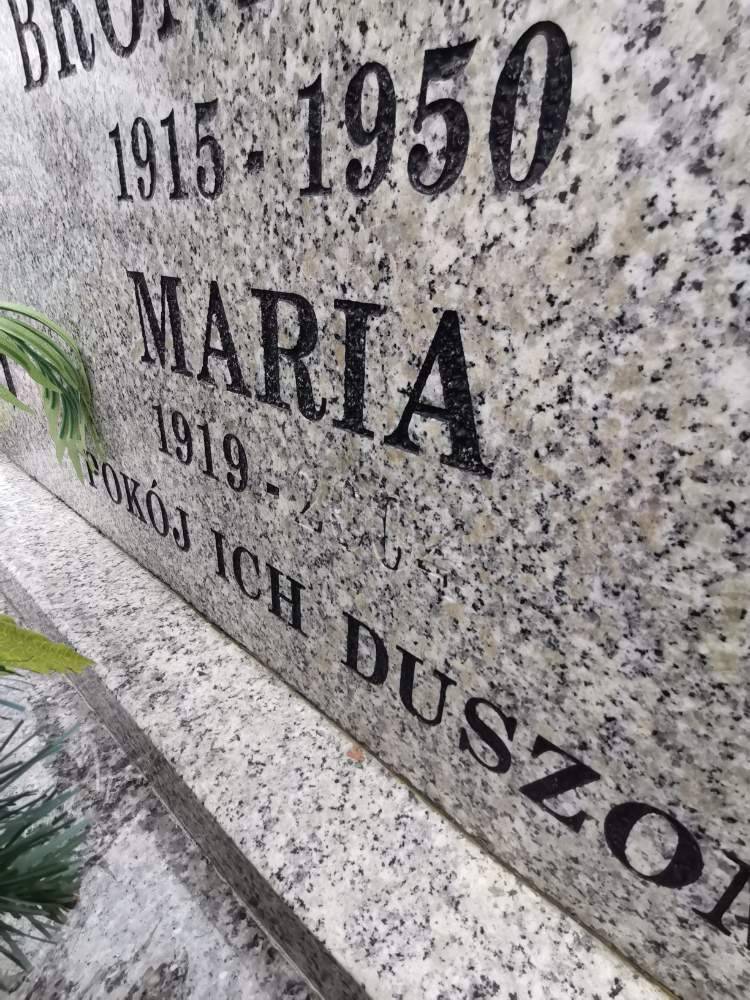 1915 - 1950
MARIA
1919 -
POKÓJ ICH DUSZOM